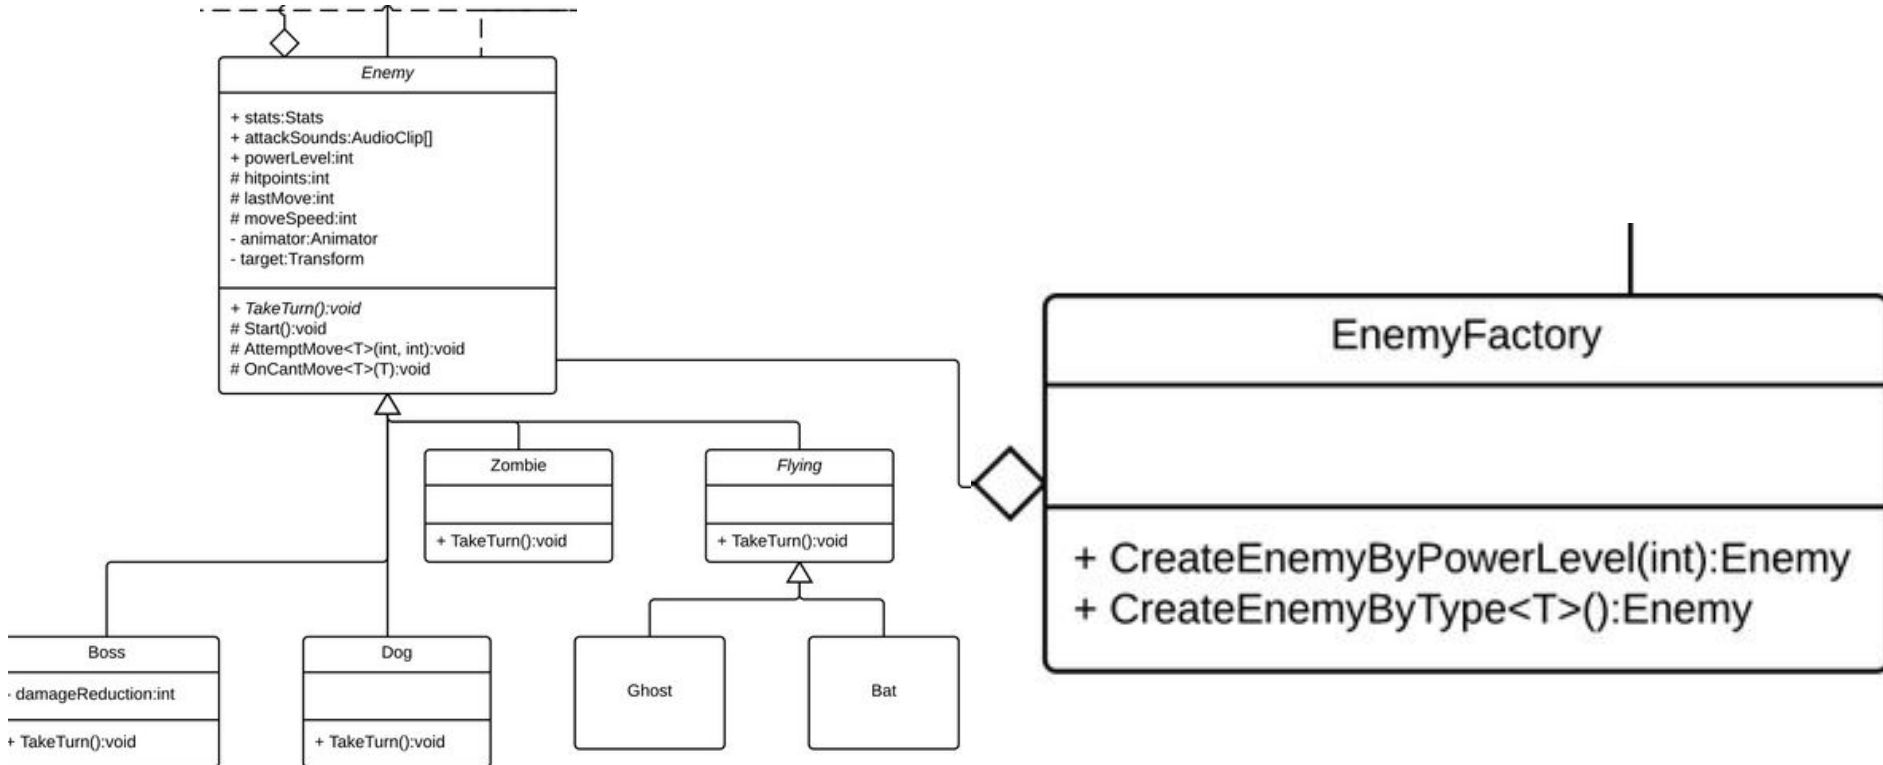 Enemy
+ stats:Stats
+ attackSounds:AudioClip[]
+ powerLevel:int
# hitpoints:int
# lastMove:int
# moveSpeed:int
- animator:Animator
- target:Transform
+ TakeTurn():void
# Start():void
# AttemptMove<T>(int, int):void
# OnCantMove<T>(T):void
EnemyFactory
+ CreateEnemyByPowerLevel(int):Enemy
+ CreateEnemyByType<T>():Enemy
Zombie
+ TakeTurn():void
Flying
+ TakeTurn():void
Boss
- damageReduction:int
+ TakeTurn():void
Dog
+ TakeTurn():void
Ghost
Bat